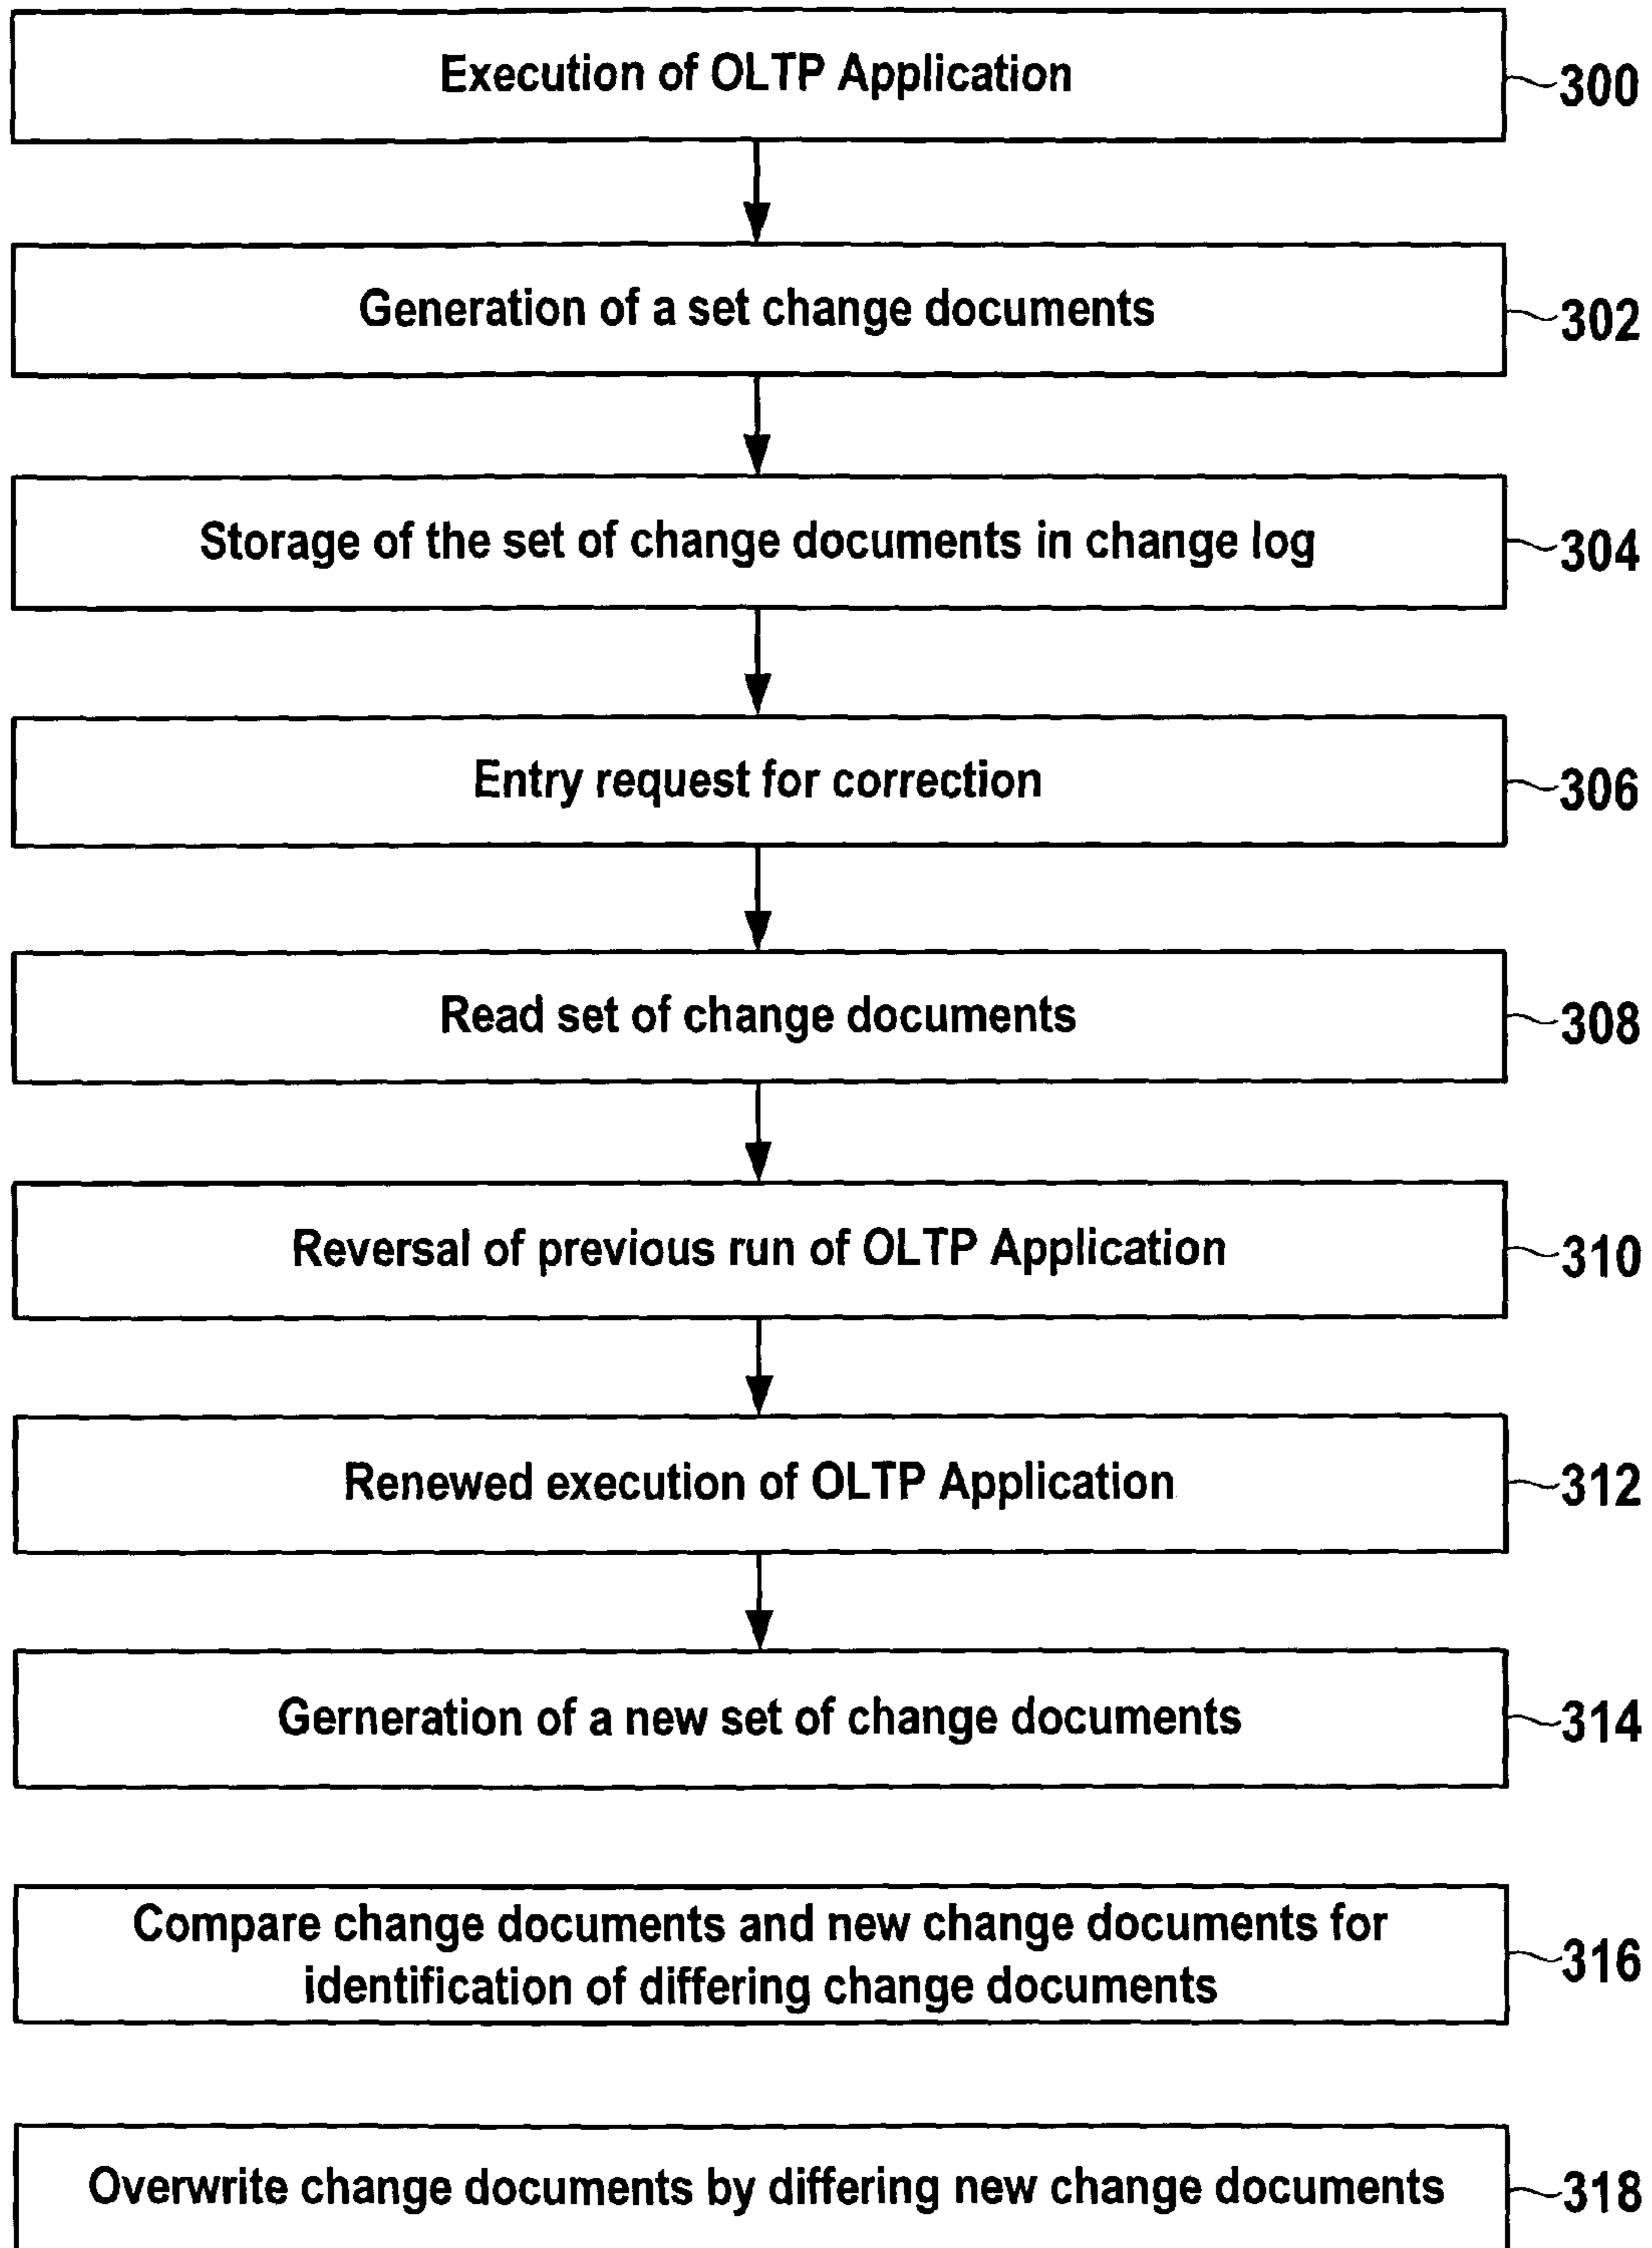 Execution of OLTP Application
300
Generation of a set change documents
302
Storage of the set of change documents in change log
304
Entry request for correction
306
Read set of change documents
308
Reversal of previous run of OLTP Application
310
Renewed execution of OLTP Application
312
Gerneration of a new set of change documents
314
Compare change documents and new change documents for
identification of differing change documents
316
Overwrite change documents by differing new change documents
318